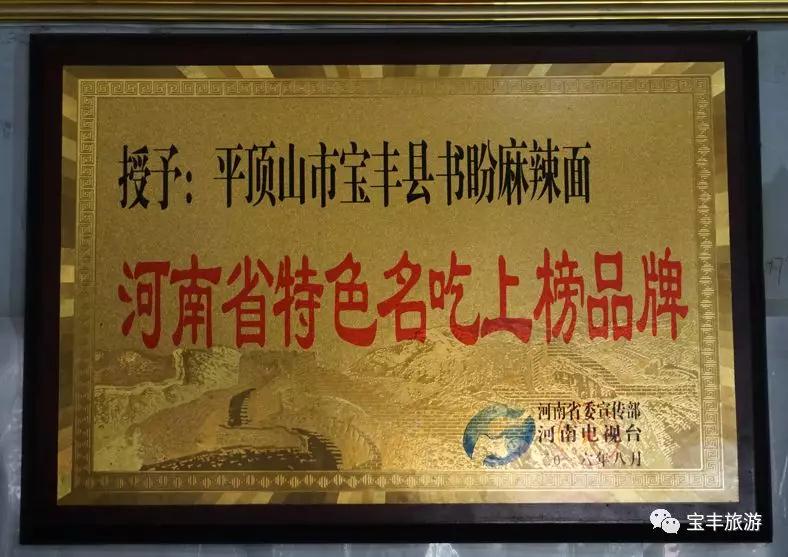 授予：平顶山市宝丰县书盼麻辣面
河南省特色名吃上榜品牌
河南省委宣传部
河南电视台
年八月
宝丰旅游